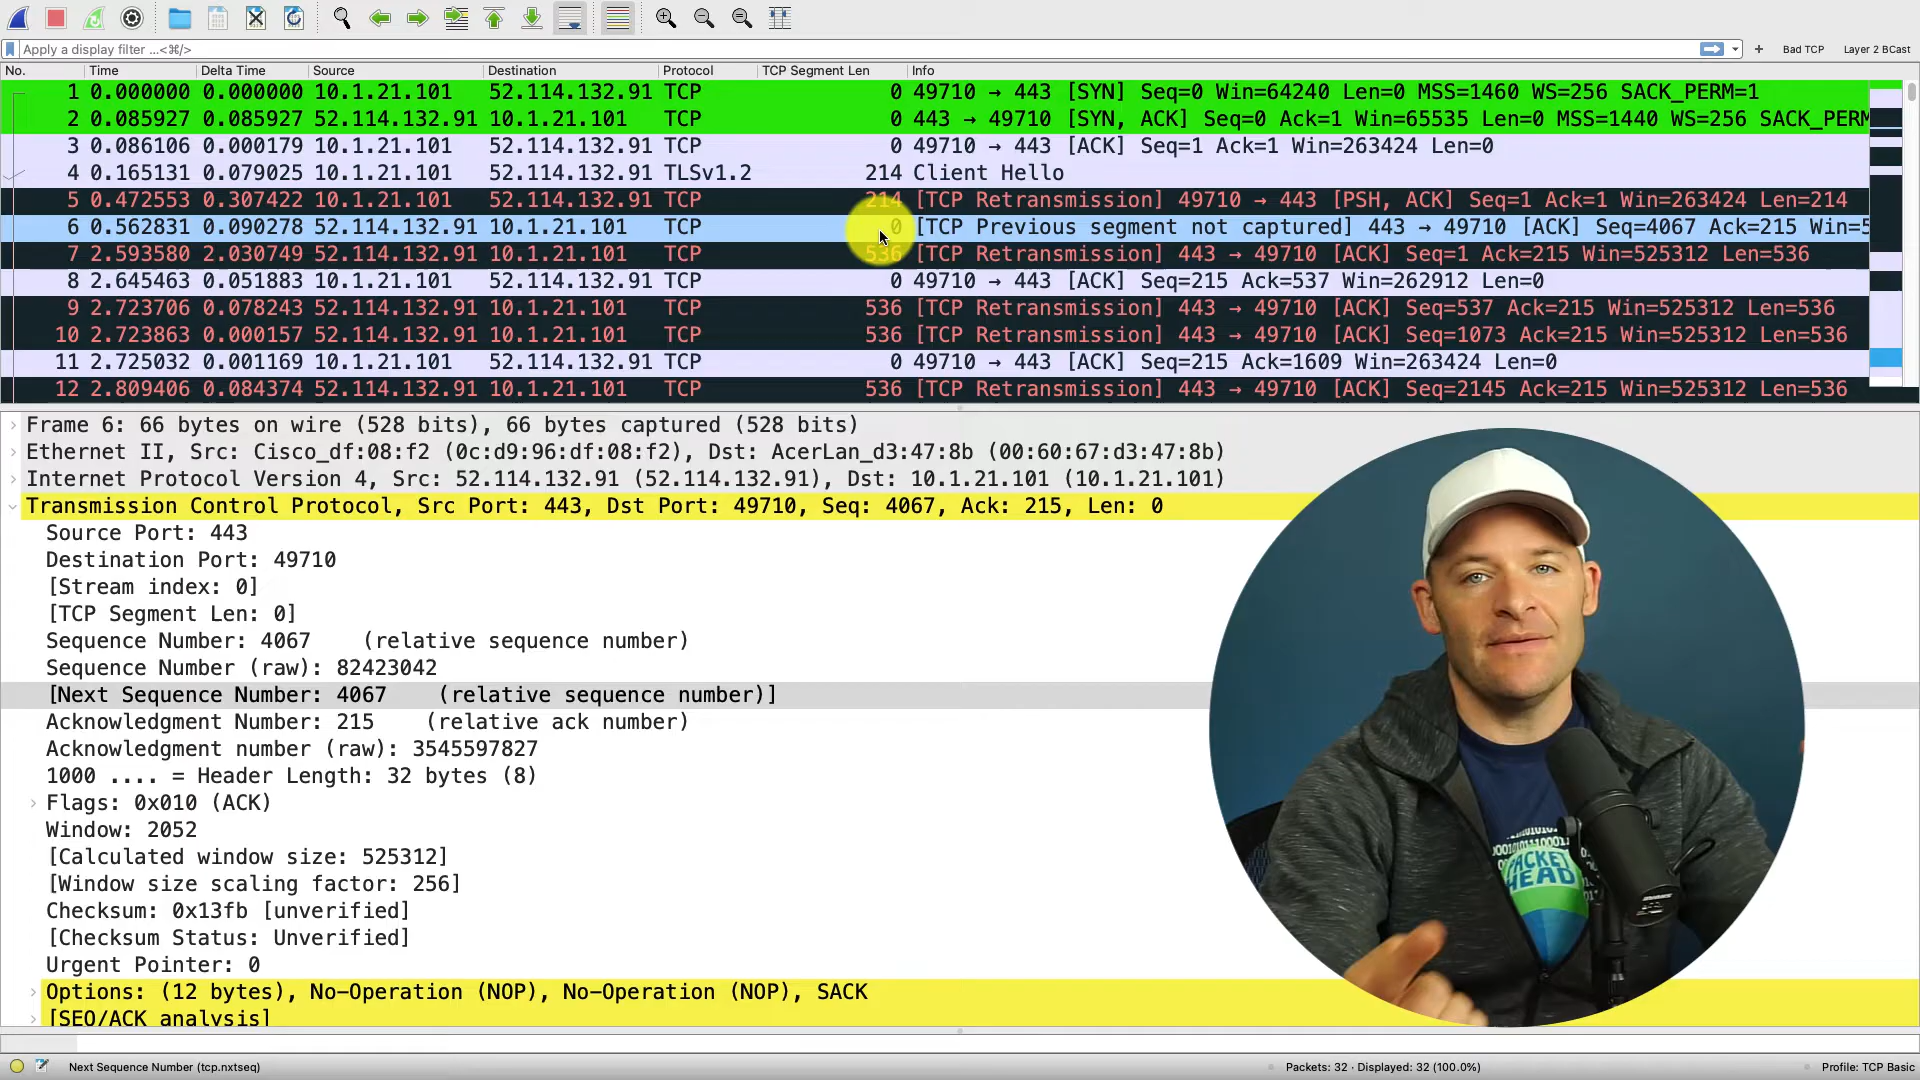 Apply a display filter ...<⌘/>
+ Bad TCP Layer 2 BCast
No. Time Delta Time Source Destination Protocol TCP Segment Len Info
1 0.000000 0.000000 10.1.21.101 52.114.132.91 TCP 0 49710 → 443 [SYN] Seq=0 Win=64240 Len=0 MSS=1460 WS=256 SACK_PERM=1
2 0.085927 0.085927 52.114.132.91 10.1.21.101 TCP 0 443 → 49710 [SYN, ACK] Seq=0 Ack=1 Win=65535 Len=0 MSS=1440 WS=256 SACK_PERM
3 0.086106 0.000179 10.1.21.101 52.114.132.91 TCP 0 49710 → 443 [ACK] Seq=1 Ack=1 Win=263424 Len=0
4 0.165131 0.079025 10.1.21.101 52.114.132.91 TLSv1.2 214 Client Hello
5 0.472553 0.307422 10.1.21.101 52.114.132.91 TCP 214 [TCP Retransmission] 49710 → 443 [PSH, ACK] Seq=1 Ack=1 Win=263424 Len=214
6 0.562831 0.090278 52.114.132.91 10.1.21.101 TCP 0 [TCP Previous segment not captured] 443 → 49710 [ACK] Seq=4067 Ack=215 Win=5
7 2.593580 2.030749 52.114.132.91 10.1.21.101 TCP 536 [TCP Retransmission] 443 → 49710 [ACK] Seq=1 Ack=215 Win=525312 Len=536
8 2.645463 0.051883 10.1.21.101 52.114.132.91 TCP 0 49710 → 443 [ACK] Seq=215 Ack=537 Win=262912 Len=0
9 2.723706 0.078243 52.114.132.91 10.1.21.101 TCP 536 [TCP Retransmission] 443 → 49710 [ACK] Seq=537 Ack=215 Win=525312 Len=536
10 2.723863 0.000157 52.114.132.91 10.1.21.101 TCP 536 [TCP Retransmission] 443 → 49710 [ACK] Seq=1073 Ack=215 Win=525312 Len=536
11 2.725032 0.001169 10.1.21.101 52.114.132.91 TCP 0 49710 → 443 [ACK] Seq=215 Ack=1609 Win=263424 Len=0
12 2.809406 0.084374 52.114.132.91 10.1.21.101 TCP 536 [TCP Retransmission] 443 → 49710 [ACK] Seq=2145 Ack=215 Win=525312 Len=536
Frame 6: 66 bytes on wire (528 bits), 66 bytes captured (528 bits)
Ethernet II, Src: Cisco_df:08:f2 (0c:d9:96:df:08:f2), Dst: AcerLan_d3:47:8b (00:60:67:d3:47:8b)
Internet Protocol Version 4, Src: 52.114.132.91 (52.114.132.91), Dst: 10.1.21.101 (10.1.21.101)
Transmission Control Protocol, Src Port: 443, Dst Port: 49710, Seq: 4067, Ack: 215, Len: 0
Source Port: 443
Destination Port: 49710
[Stream index: 0]
[TCP Segment Len: 0]
Sequence Number: 4067 (relative sequence number)
Sequence Number (raw): 82423042
[Next Sequence Number: 4067 (relative sequence number)]
Acknowledgment Number: 215 (relative ack number)
Acknowledgment number (raw): 3545597827
1000 .... = Header Length: 32 bytes (8)
Flags: 0x010 (ACK)
Window: 2052
[Calculated window size: 525312]
[Window size scaling factor: 256]
Checksum: 0x13fb [unverified]
[Checksum Status: Unverified]
Urgent Pointer: 0
Options: (12 bytes), No-Operation (NOP), No-Operation (NOP), SACK
[SEQ/ACK analysis]
PACKET
HEAD
Next Sequence Number (tcp.nxtseq)
Packets: 32 · Displayed: 32 (100.0%)
Profile: TCP Basic